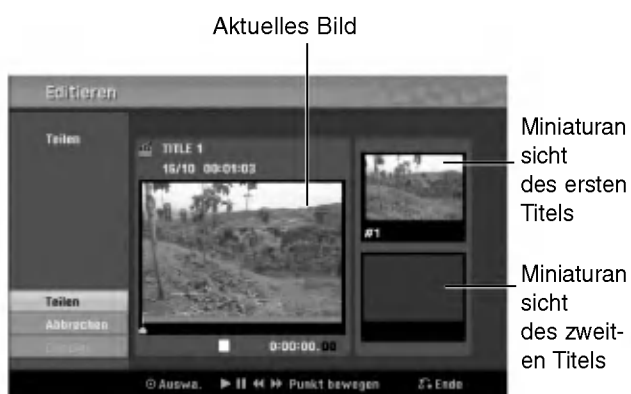 Aktuelles Bild
Editieren
Teilen
TITLE 1
16/10 00:01:03
#1
Teilen
Abbrechen
0:00:00.00
Auswa. Punkt bewegen Ende
Miniaturan
sicht
des ersten
Titels
Miniaturan
sicht
des zweit-
en Titels